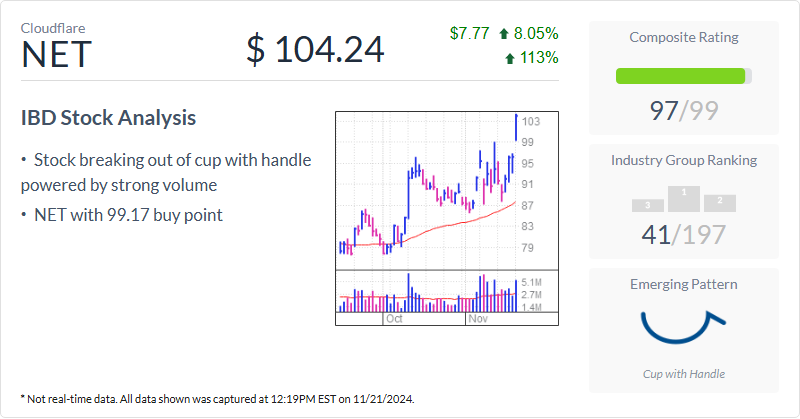 Cloudflare
NET
$ 104.24
$7.77 8.05%
113%
IBD Stock Analysis
• Stock breaking out of cup with handle
powered by strong volume
• NET with 99.17 buy point
103
99
95
91
87
83
79
5.1M
2.7M
1.4M
Oct
Nov
* Not real-time data. All data shown was captured at 12:19PM EST on 11/21/2024.
Composite Rating
97/99
Industry Group Ranking
3
1
2
41/197
Emerging Pattern
Cup with Handle